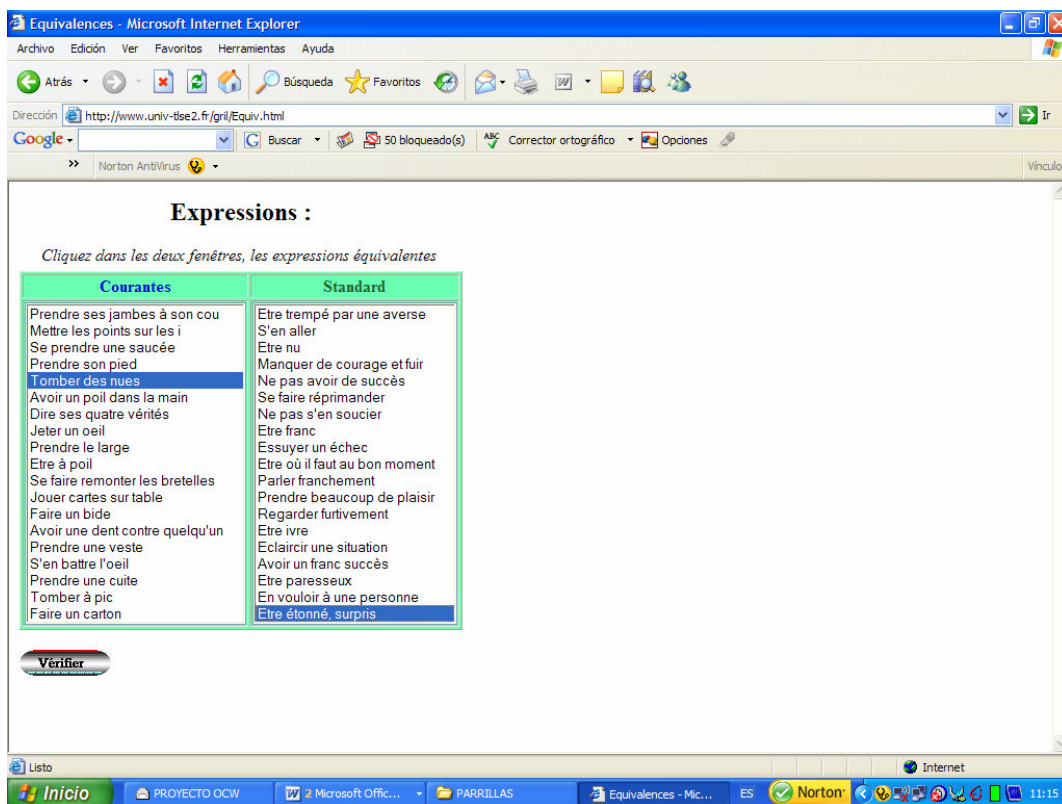 Equivalences - Microsoft Internet Explorer
Archivo Edición Ver Favoritos Herramientas Ayuda
Atrás Búsqueda Favoritos
Dirección http://www.univ-tlse2.fr/gril/Equiv.html Ir
Google Buscar 50 bloqueado(s) ABC Corrector ortográfico Opciones
» Norton AntiVirus Vínculo
Expressions :
Cliquez dans les deux fenêtres, les expressions équivalentes
Courantes Standard
Prendre ses jambes à son cou Etre trempé par une averse
Mettre les points sur les i S'en aller
Se prendre une saucée Etre nu
Prendre son pied Manquer de courage et fuir
Tomber des nues Ne pas avoir de succès
Avoir un poil dans la main Se faire réprimander
Dire ses quatre vérités Ne pas s'en soucier
Jeter un oeil Etre franc
Prendre le large Essuyer un échec
Etre à poil Etre où il faut au bon moment
Se faire remonter les bretelles Parler franchement
Jouer cartes sur table Prendre beaucoup de plaisir
Faire un bide Regarder furtivement
Avoir une dent contre quelqu'un Etre ivre
Prendre une veste Eclaircir une situation
S'en battre l'oeil Avoir un franc succès
Prendre une cuite Etre paresseux
Tomber à pic En vouloir à une personne
Faire un carton Etre étonné, surpris
Vérifier
Listo Internet
Inicio PROYECTO OCW 2 Microsoft Offic... PARRILLAS Equivalences - Mic... ES Norton 11:15